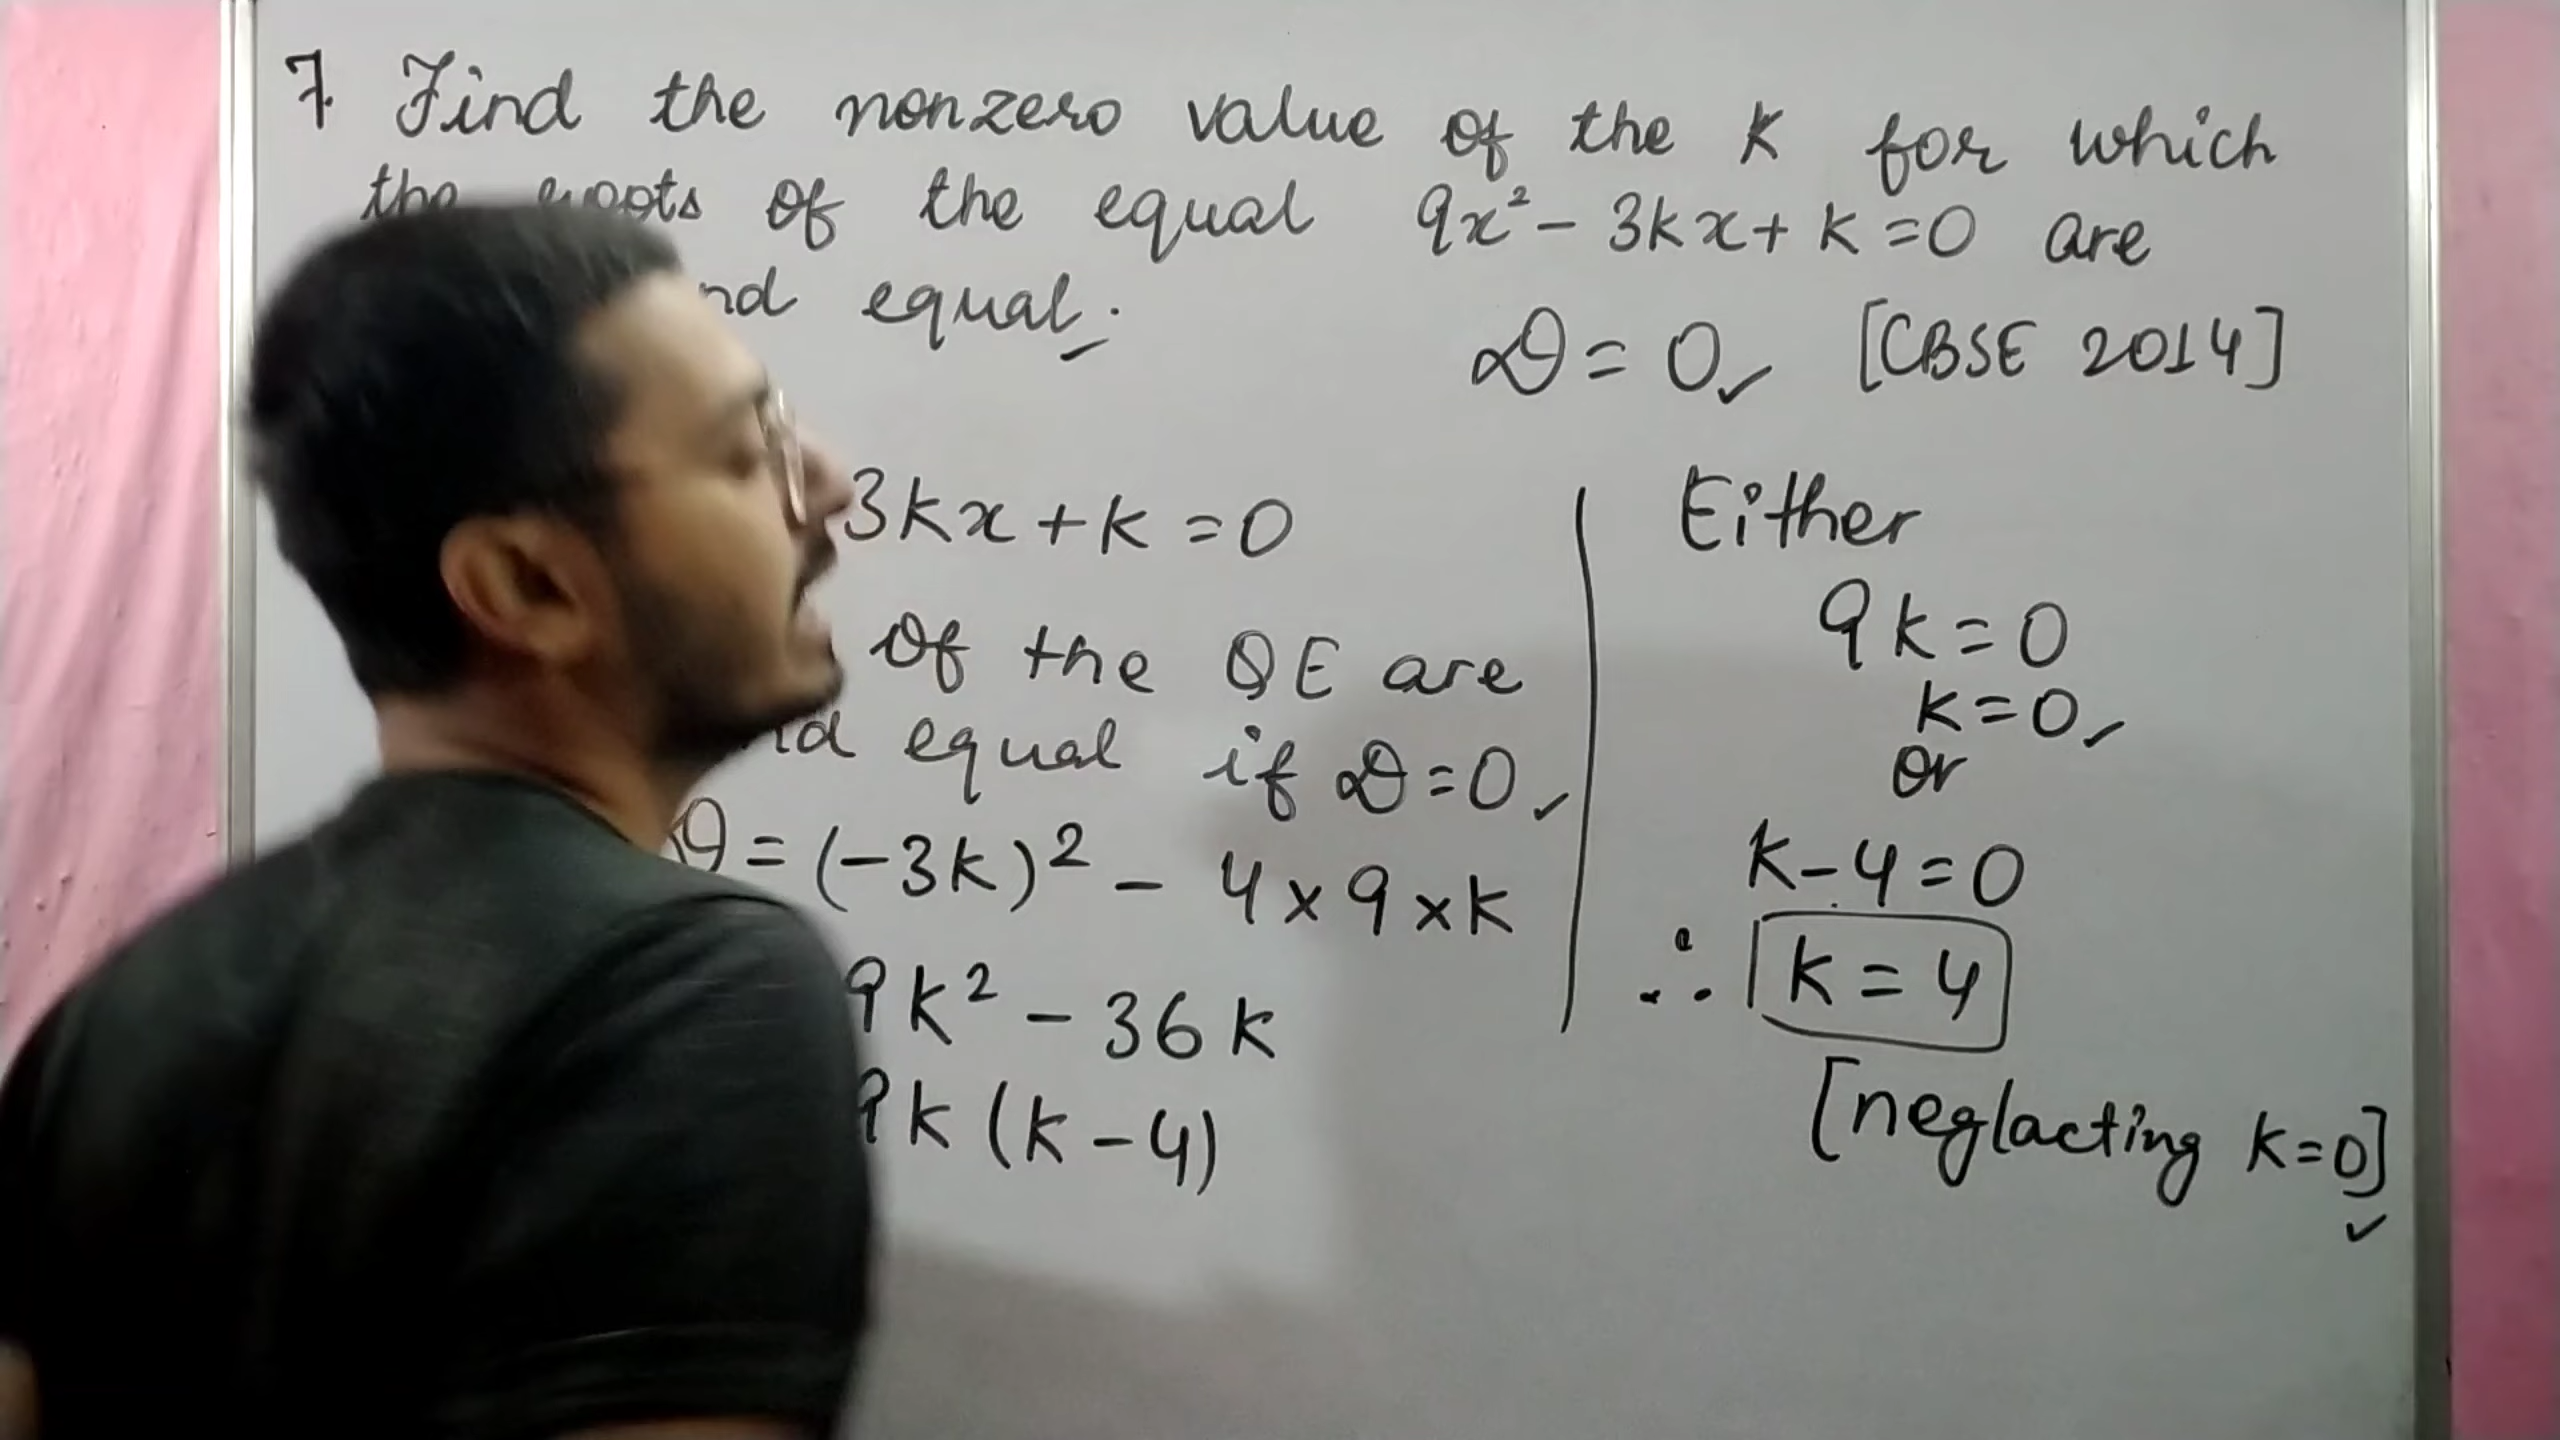 7. Find the nonzero value of the K for which
the roots of the equal 9x² - 3kx + k = 0 are
nd equal.
D = 0 [CBSE 2014]
3kx + k = 0
of the QE are
equal if D = 0
D = (-3k)² - 4 × 9 × k
9k² - 36k
9k (k - 4)
Either
9k = 0
k = 0
or
k - 4 = 0
∴ k = 4
[neglacting k = 0]